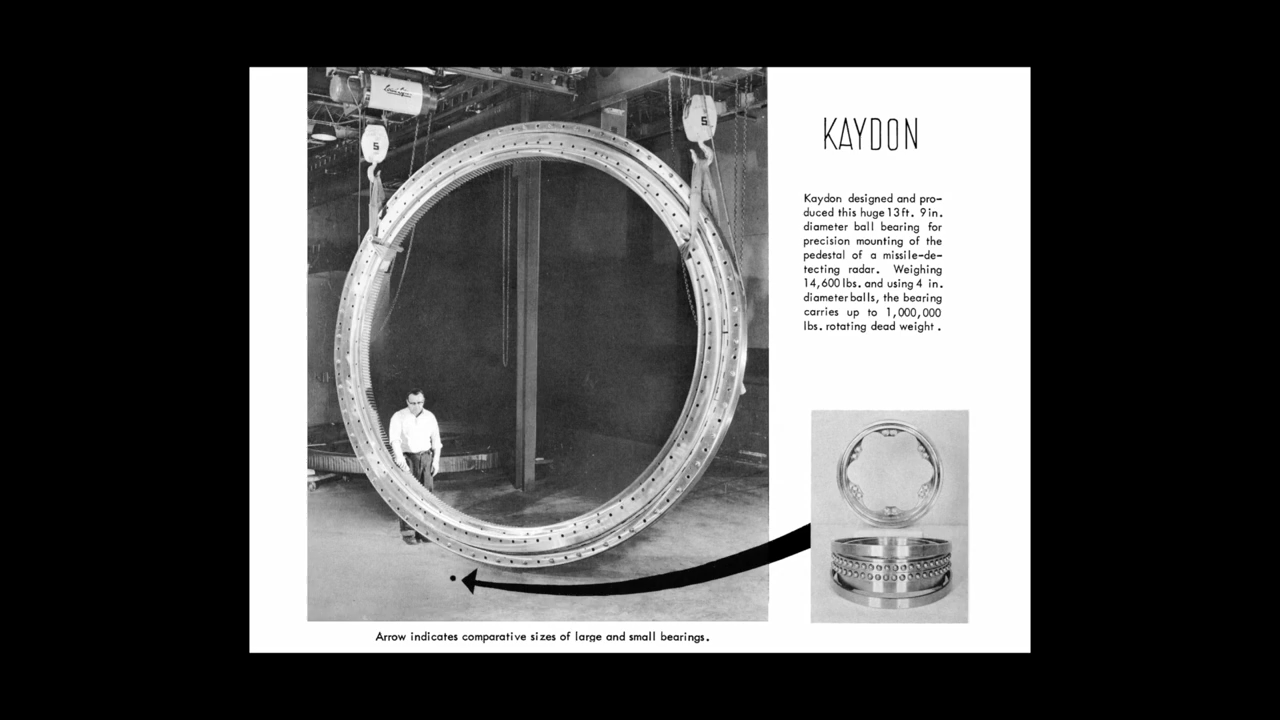 5
5
KAYDON
Kaydon designed and pro-
duced this huge 13 ft. 9 in.
diameter ball bearing for
precision mounting of the
pedestal of a missile-de-
tecting radar. Weighing
14,600 lbs. and using 4 in.
diameter balls, the bearing
carries up to 1,000,000
lbs. rotating dead weight.
Arrow indicates comparative sizes of large and small bearings.